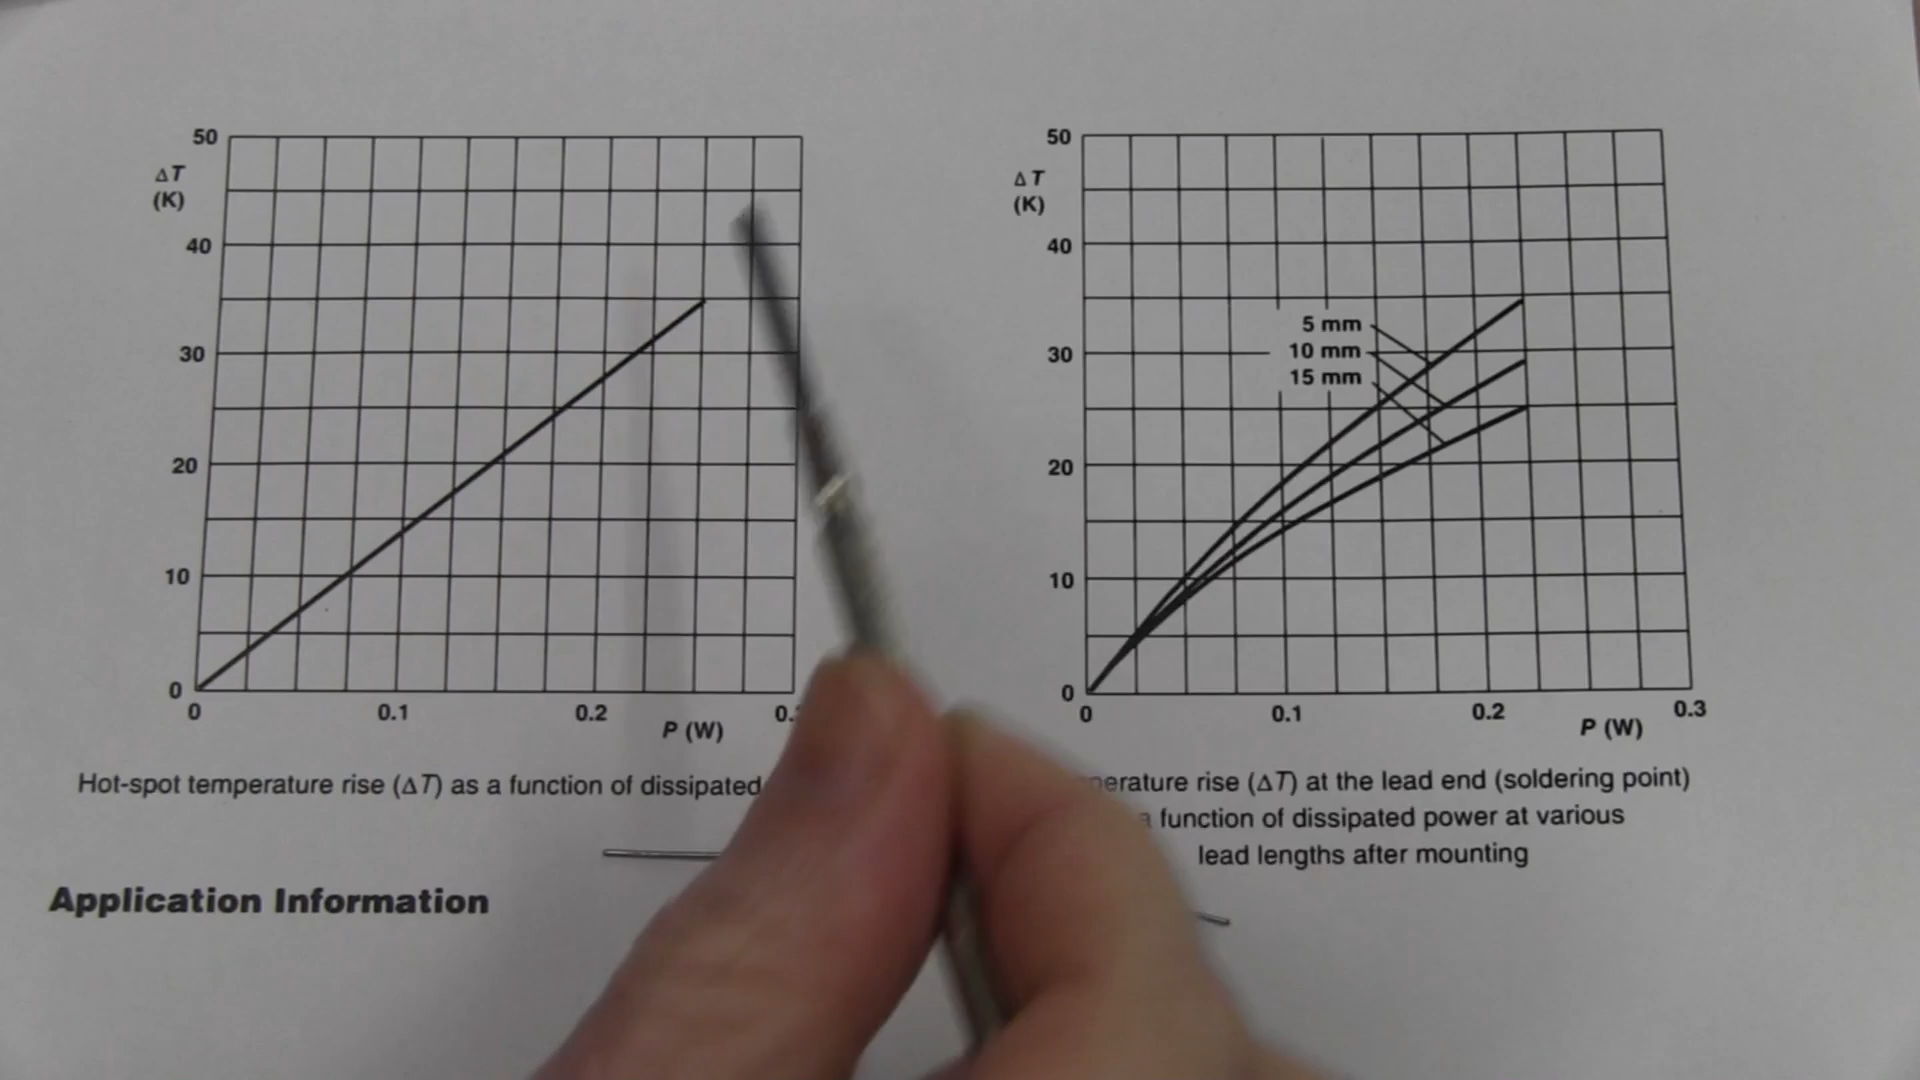 50
Δ T
(K)
40
30
20
10
0
0 0.1 0.2
P (W)
Hot-spot temperature rise (ΔT) as a function of dissipated
50
Δ T
(K)
40
5 mm
30
10 mm
15 mm
20
10
0
0 0.1 0.2 0.3
P (W)
rise (ΔT) at the lead end (soldering point)
function of dissipated power at various
lead lengths after mounting
Application Information